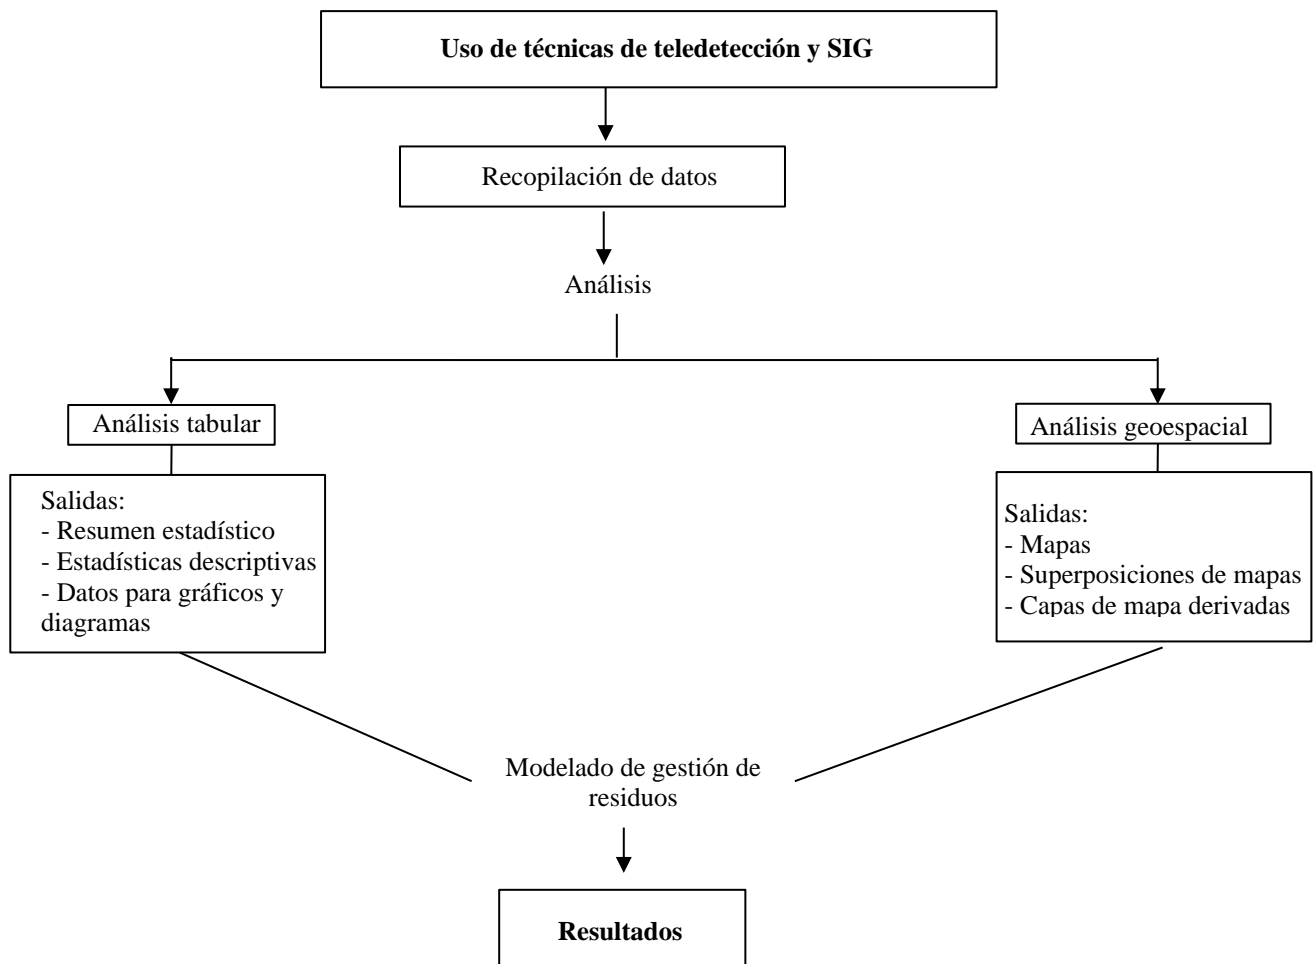 Uso de técnicas de teledetección y SIG
Recopilación de datos
Análisis
Análisis tabular
Salidas:
- Resumen estadístico
- Estadísticas descriptivas
- Datos para gráficos y
diagramas
Análisis geoespacial
Salidas:
- Mapas
- Superposiciones de mapas
- Capas de mapa derivadas
Modelado de gestión de
residuos
Resultados